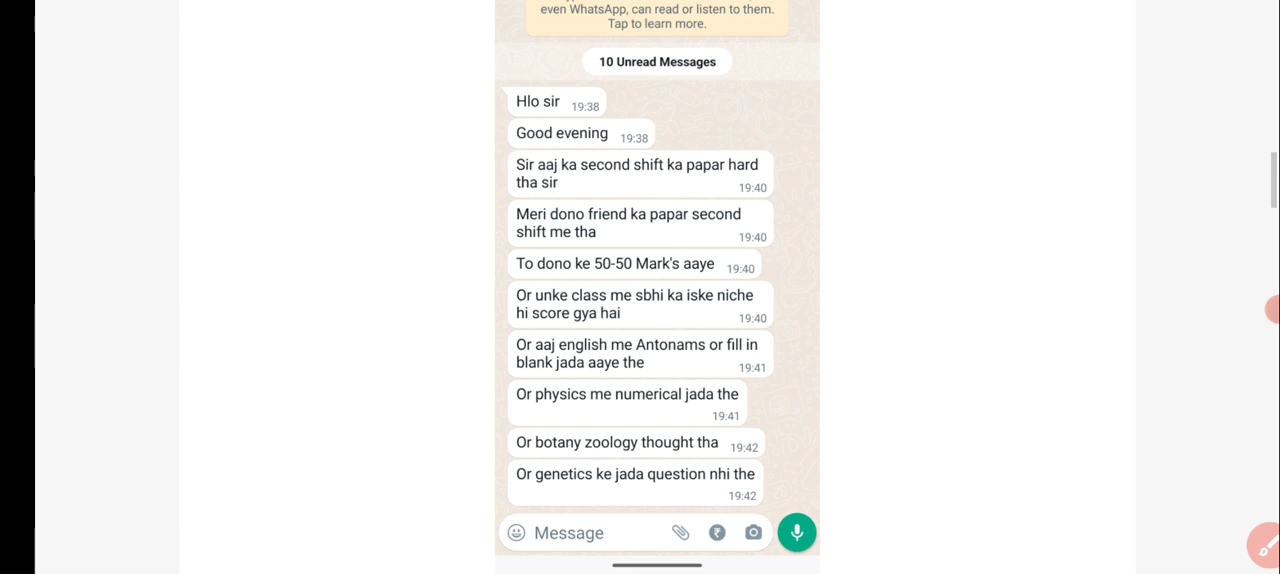 even WhatsApp, can read or listen to them.
Tap to learn more.
10 Unread Messages
Hlo sir 19:38
Good evening 19:38
Sir aaj ka second shift ka papar hard
tha sir 19:40
Meri dono friend ka papar second
shift me tha 19:40
To dono ke 50-50 Mark's aaye 19:40
Or unke class me sbhi ka iske niche
hi score gya hai 19:40
Or aaj english me Antonams or fill in
blank jada aaye the 19:41
Or physics me numerical jada the
19:41
Or botany zoology thought tha 19:42
Or genetics ke jada question nhi the
19:42
Message